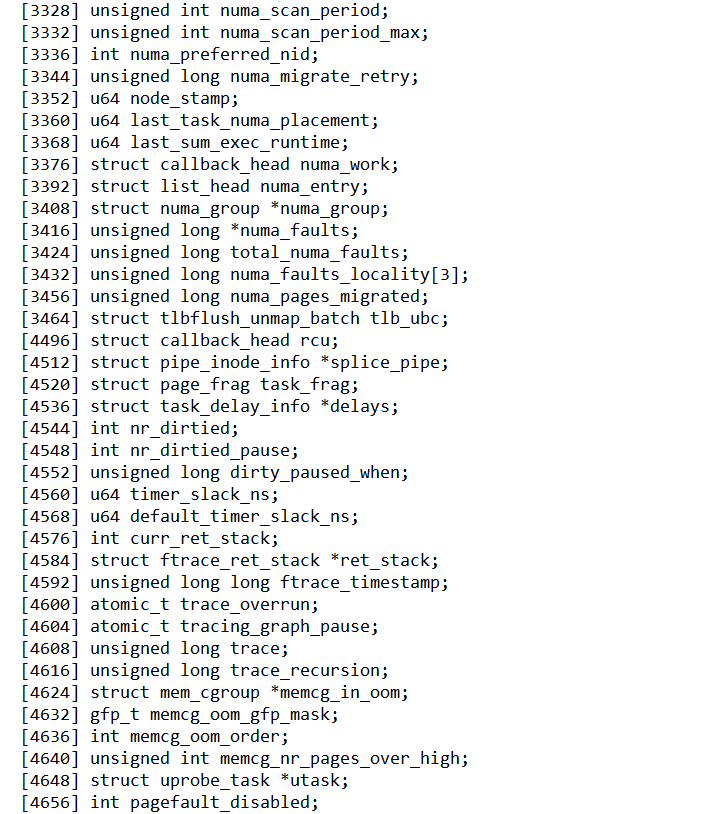 [3328] unsigned int numa_scan_period;
[3332] unsigned int numa_scan_period_max;
[3336] int numa_preferred_nid;
[3344] unsigned long numa_migrate_retry;
[3352] u64 node_stamp;
[3360] u64 last_task_numa_placement;
[3368] u64 last_sum_exec_runtime;
[3376] struct callback_head numa_work;
[3392] struct list_head numa_entry;
[3408] struct numa_group *numa_group;
[3416] unsigned long *numa_faults;
[3424] unsigned long total_numa_faults;
[3432] unsigned long numa_faults_locality[3];
[3456] unsigned long numa_pages_migrated;
[3464] struct tlbflush_unmap_batch tlb_ubc;
[4496] struct callback_head rcu;
[4512] struct pipe_inode_info *splice_pipe;
[4520] struct page_frag task_frag;
[4536] struct task_delay_info *delays;
[4544] int nr_dirtied;
[4548] int nr_dirtied_pause;
[4552] unsigned long dirty_paused_when;
[4560] u64 timer_slack_ns;
[4568] u64 default_timer_slack_ns;
[4576] int curr_ret_stack;
[4584] struct ftrace_ret_stack *ret_stack;
[4592] unsigned long long ftrace_timestamp;
[4600] atomic_t trace_overrun;
[4604] atomic_t tracing_graph_pause;
[4608] unsigned long trace;
[4616] unsigned long trace_recursion;
[4624] struct mem_cgroup *memcg_in_oom;
[4632] gfp_t memcg_oom_gfp_mask;
[4636] int memcg_oom_order;
[4640] unsigned int memcg_nr_pages_over_high;
[4648] struct uprobe_task *utask;
[4656] int pagefault_disabled;